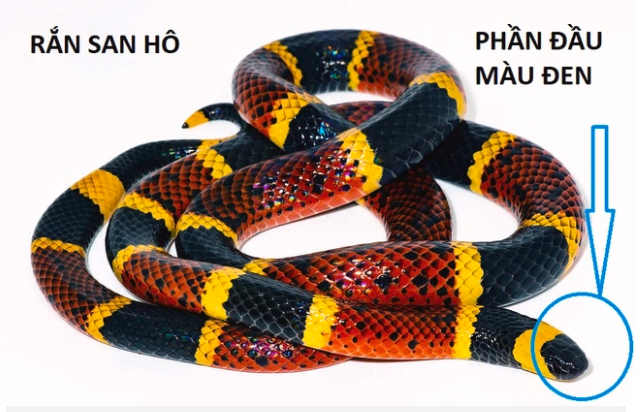 RẮN SAN HÔ
PHẦN ĐẦU
MÀU ĐEN